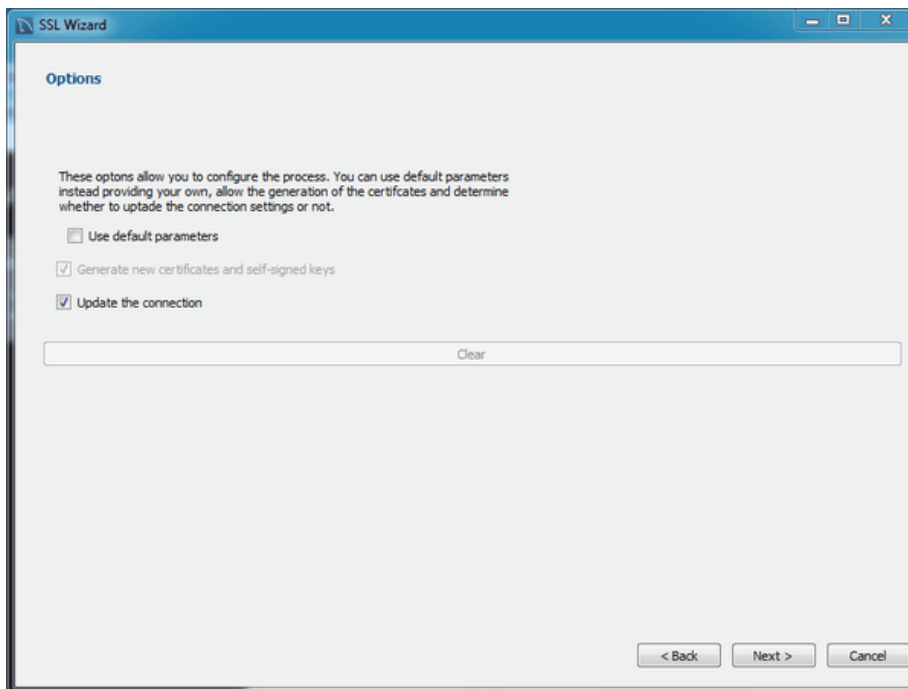 SSL Wizard
Options
These optons allow you to configure the process. You can use default parameters
instead providing your own, allow the generation of the certifcates and determine
whether to uptade the connection settings or not.
Use default parameters
Generate new certificates and self-signed keys
Update the connection
Clear
< Back Next > Cancel